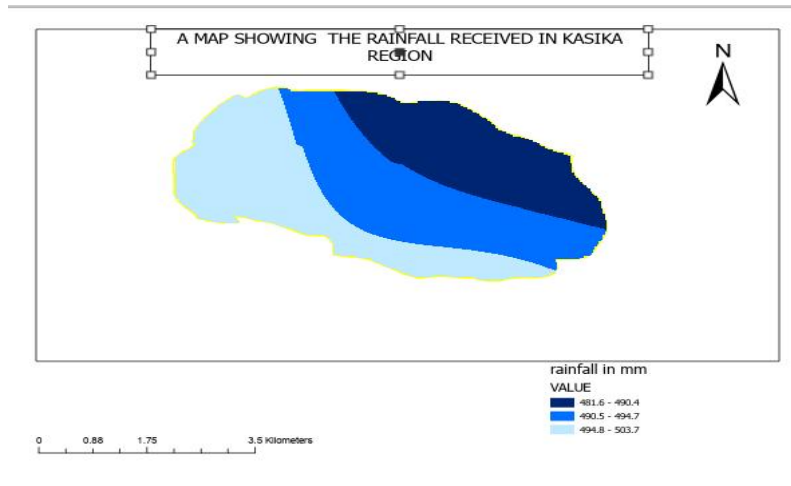 A MAP SHOWING THE RAINFALL RECEIVED IN KASIKA
REGION
N
rainfall in mm
VALUE
481.6 - 490.4
490.5 - 494.7
494.8 - 503.7
0 0.88 1.75 3.5 Kilometers